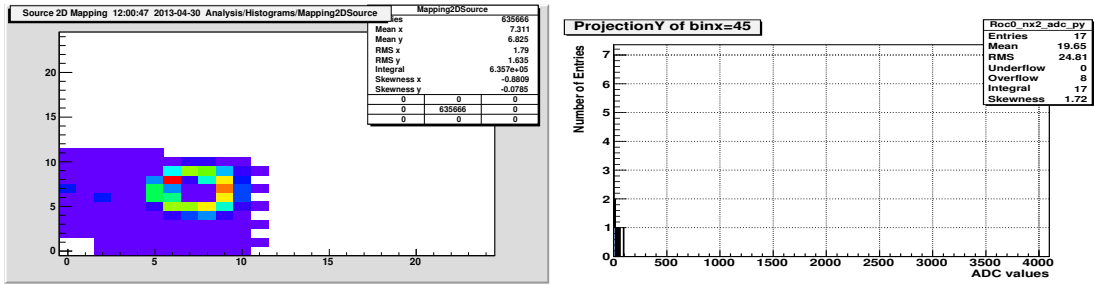 Source 2D Mapping 12:00:47 2013-04-30 Analysis/Histograms/Mapping2DSource
Mapping2DSource
ies 635666
Mean x 7.311
Mean y 6.825
RMS x 1.79
RMS y 1.635
Integral 6.357e+05
Skewness x -0.8809
Skewness y -0.0785
0 0 0
0 635666 0
0 0 0
20
15
10
5
0
0 5 10 15 20
ProjectionY of binx=45
Roc0_nx2_adc_py
Entries 17
Mean 19.65
RMS 24.81
Underflow 0
Overflow 8
Integral 17
Skewness 1.72
Number of Entries
7
6
5
4
3
2
1
0
0 500 1000 1500 2000 2500 3000 3500 4000
ADC values